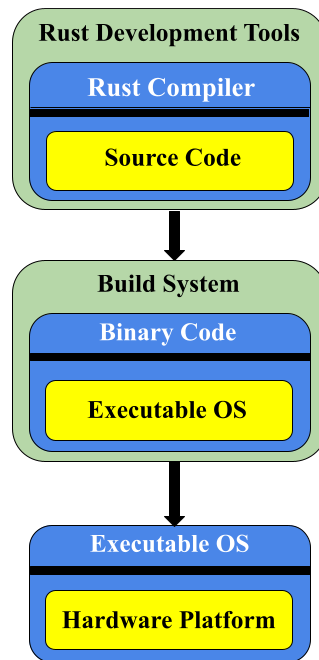 Rust Development Tools
Rust Compiler
Source Code
Build System
Binary Code
Executable OS
Executable OS
Hardware Platform